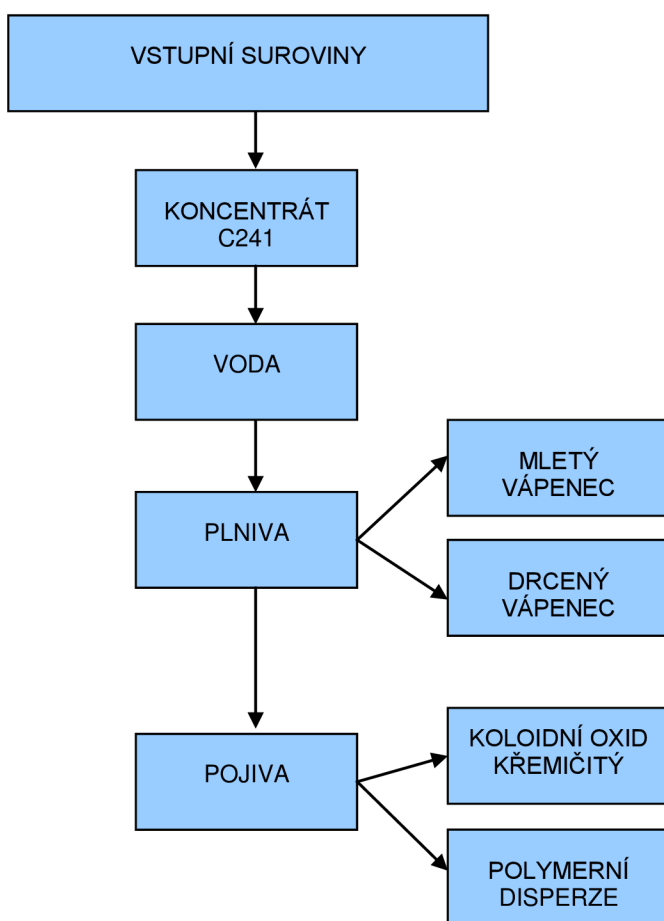 VSTUPNÍ SUROVINY
KONCENTRÁT
C241
VODA
PLNIVA
MLETÝ
VÁPENEC
DRCENÝ
VÁPENEC
POJIVA
KOLOIDNÍ OXID
KŘEMIČITÝ
POLYMERNÍ
DISPERZE